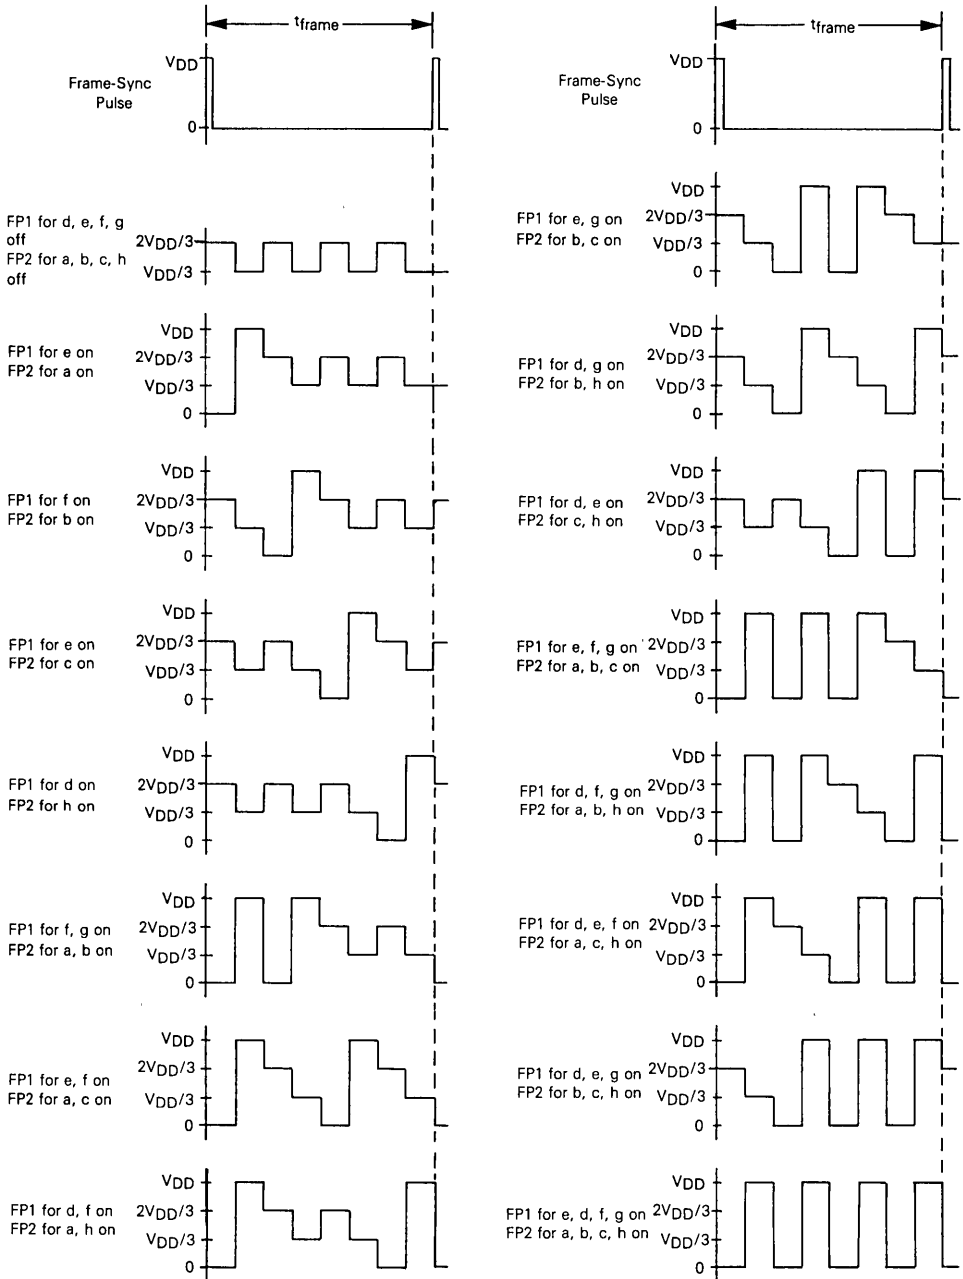 tframe
VDD
Frame-Sync
Pulse
0
FP1 for d, e, f, g
off
FP2 for a, b, c, h
off
2VDD/3
VDD/3
FP1 for e on
FP2 for a on
VDD
2VDD/3
VDD/3
0
FP1 for f on
FP2 for b on
VDD
2VDD/3
VDD/3
0
FP1 for e on
FP2 for c on
VDD
2VDD/3
VDD/3
0
FP1 for d on
FP2 for h on
VDD
2VDD/3
VDD/3
0
FP1 for f, g on
FP2 for a, b on
VDD
2VDD/3
VDD/3
0
FP1 for e, f on
FP2 for a, c on
VDD
2VDD/3
VDD/3
0
FP1 for d, f on
FP2 for a, h on
VDD
2VDD/3
VDD/3
0
tframe
VDD
Frame-Sync
Pulse
0
FP1 for e, g on
FP2 for b, c on
VDD
2VDD/3
VDD/3
0
FP1 for d, g on
FP2 for b, h on
VDD
2VDD/3
VDD/3
0
FP1 for d, e on
FP2 for c, h on
VDD
2VDD/3
VDD/3
0
FP1 for e, f, g on
FP2 for a, b, c on
VDD
2VDD/3
VDD/3
0
FP1 for d, f, g on
FP2 for a, b, h on
VDD
2VDD/3
VDD/3
0
FP1 for d, e, f on
FP2 for a, c, h on
VDD
2VDD/3
VDD/3
0
FP1 for d, e, g on
FP2 for b, c, h on
VDD
2VDD/3
VDD/3
0
FP1 for e, d, f, g on
FP2 for a, b, c, h on
VDD
2VDD/3
VDD/3
0